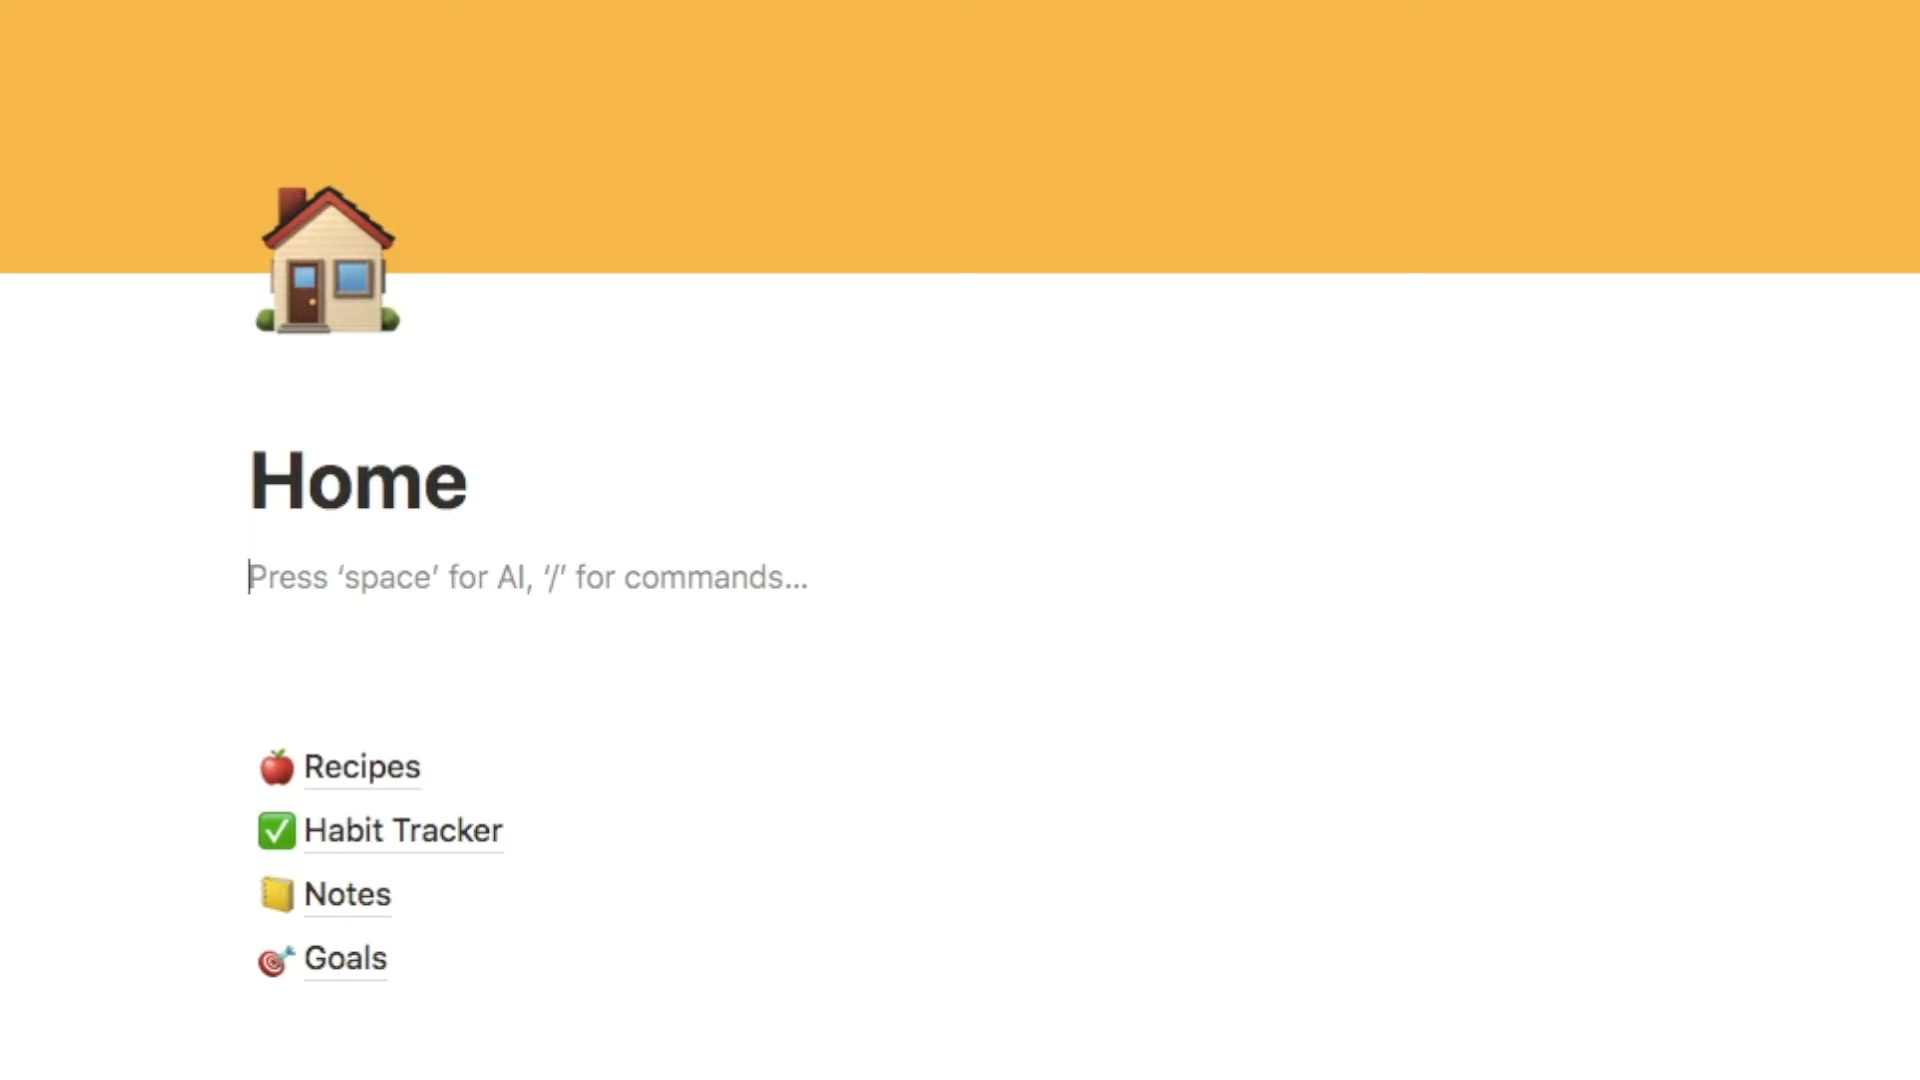 Home
Press ‘space’ for AI, ‘/’ for commands...
Recipes
Habit Tracker
Notes
Goals